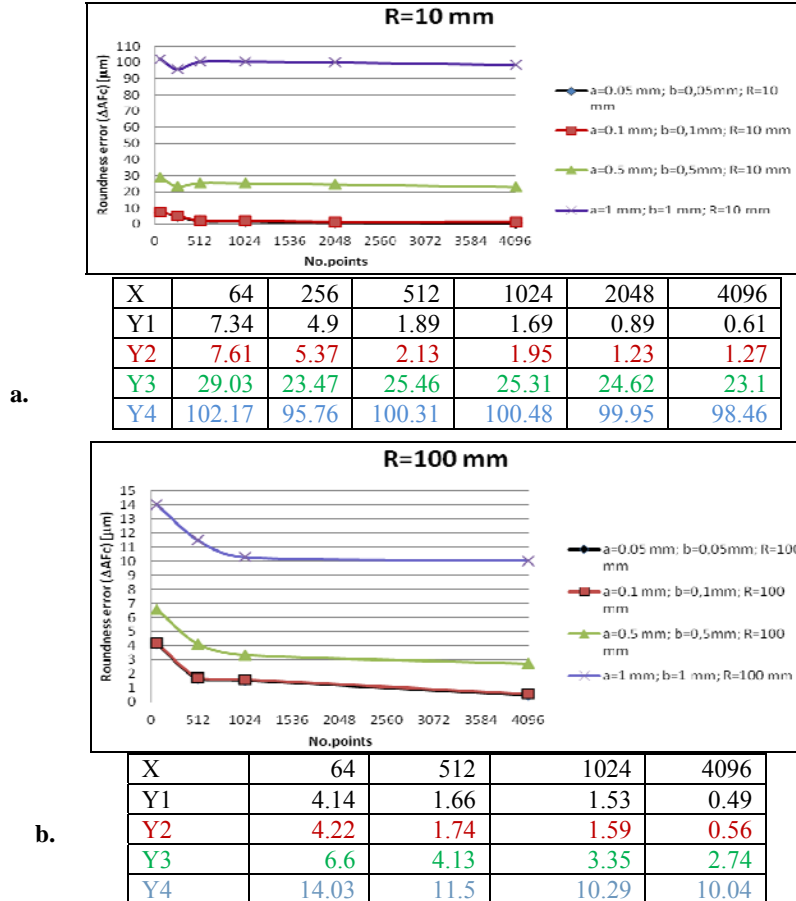 R=10 mm
Roundness error (ΔAFc) [μm]
110
100
90
80
70
60
50
40
30
20
10
0
0 512 1024 1536 2048 2560 3072 3584 4096
No.points
a=0.05 mm; b=0,05mm; R=10
mm
a=0.1 mm; b=0,1mm; R=10 mm
a=0.5 mm; b=0,5mm; R=10 mm
a=1 mm; b=1 mm; R=10 mm
X 64 256 512 1024 2048 4096
Y1 7.34 4.9 1.89 1.69 0.89 0.61
Y2 7.61 5.37 2.13 1.95 1.23 1.27
Y3 29.03 23.47 25.46 25.31 24.62 23.1
Y4 102.17 95.76 100.31 100.48 99.95 98.46
a.
R=100 mm
Roundness error (ΔAFc) [μm]
15
14
13
12
11
10
9
8
7
6
5
4
3
2
1
0
0 512 1024 1536 2048 2560 3072 3584 4096
No.points
a=0.05 mm; b=0,05mm; R=100
mm
a=0.1 mm; b=0,1mm; R=100
mm
a=0.5 mm; b=0,5mm; R=100
mm
a=1 mm; b=1 mm; R=100 mm
X 64 512 1024 4096
Y1 4.14 1.66 1.53 0.49
Y2 4.22 1.74 1.59 0.56
Y3 6.6 4.13 3.35 2.74
Y4 14.03 11.5 10.29 10.04
b.